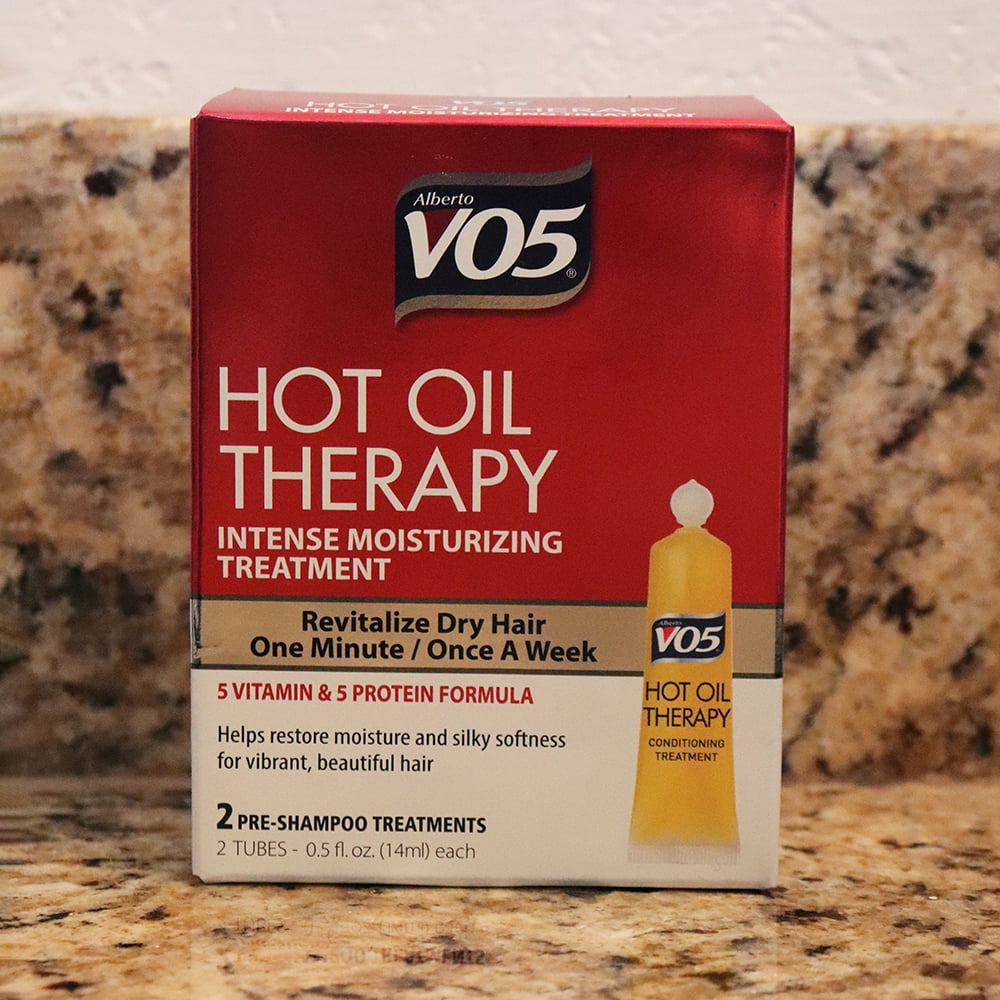 VO5
HOT OIL THERAPY
INTENSE MOISTURIZING TREATMENT
Alberto
VO5®
HOT OIL
THERAPY
INTENSE MOISTURIZING
TREATMENT
Revitalize Dry Hair
One Minute / Once A Week
5 VITAMIN & 5 PROTEIN FORMULA
Helps restore moisture and silky softness
for vibrant, beautiful hair
2 PRE-SHAMPOO TREATMENTS
2 TUBES - 0.5 fl. oz. (14ml) each
Alberto
VO5
HOT OIL
THERAPY
CONDITIONING
TREATMENT